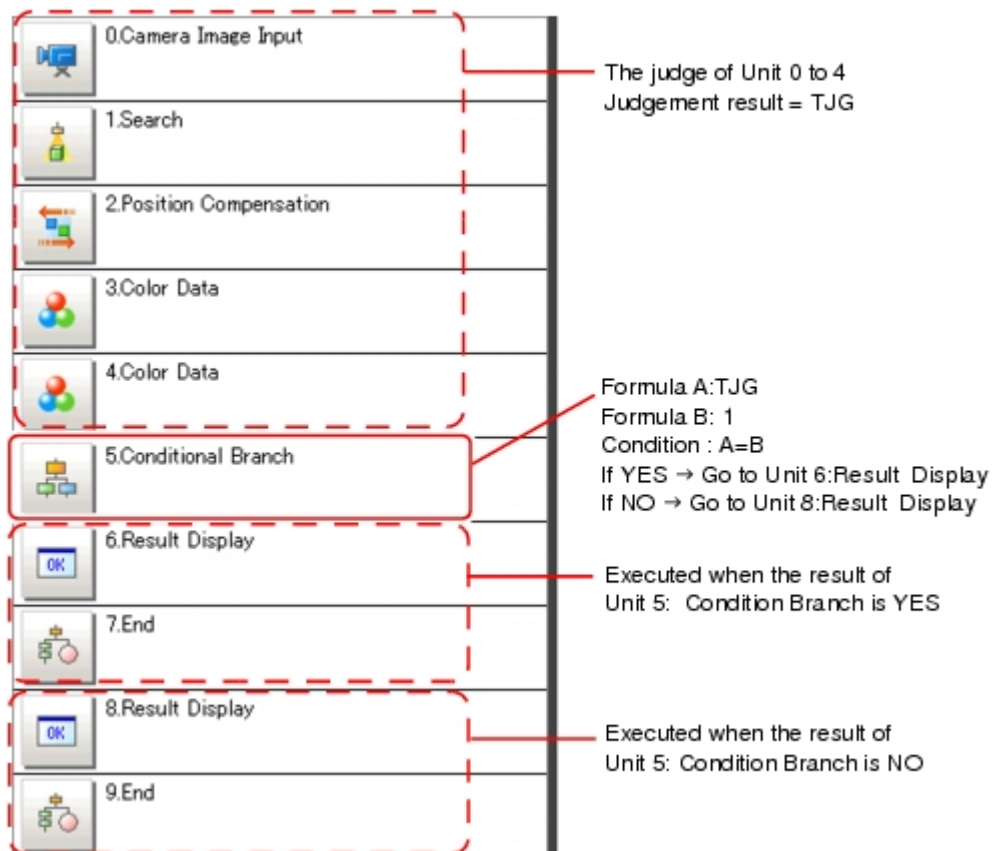 0.Camera Image Input
The judge of Unit 0 to 4
Judgement result = TJG
1.Search
2.Position Compensation
3.Color Data
4.Color Data
Formula A:TJG
Formula B: 1
Condition : A=B
If YES → Go to Unit 6:Result Display
If NO → Go to Unit 8:Result Display
5.Conditional Branch
6.Result Display
OK
Executed when the result of
Unit 5: Condition Branch is YES
7.End
8.Result Display
OK
Executed when the result of
Unit 5: Condition Branch is NO
9.End